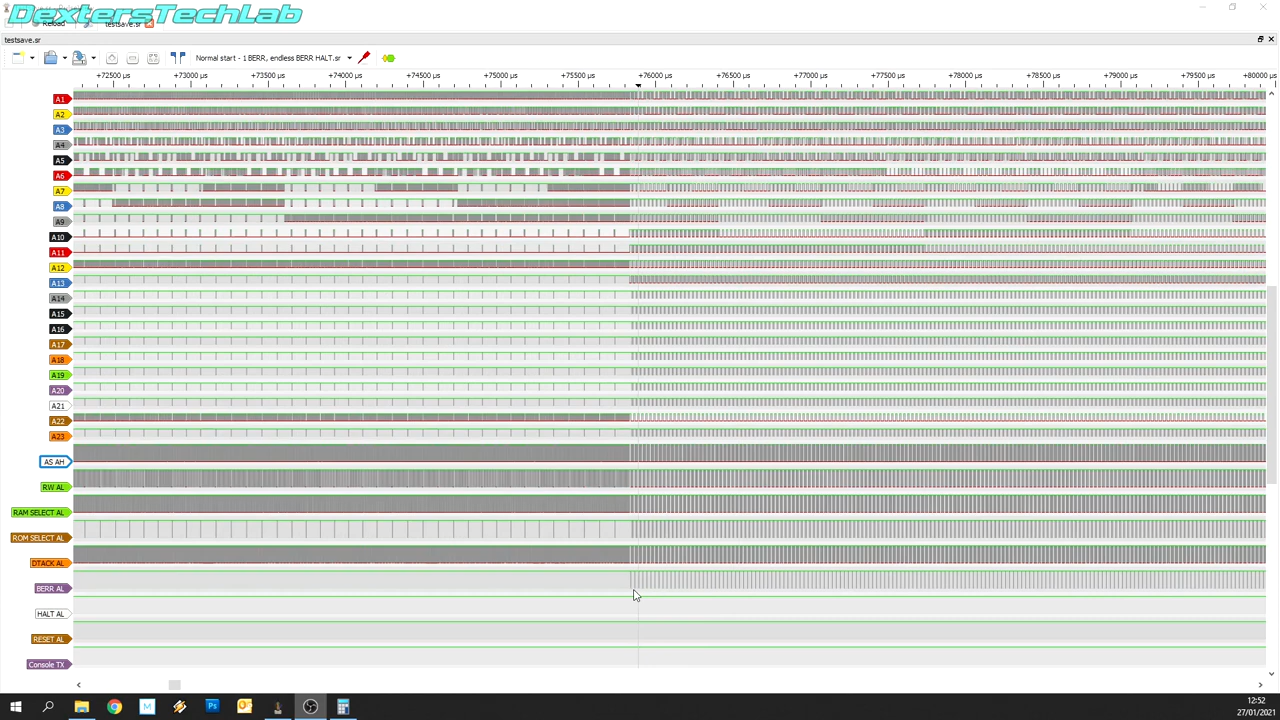 DextersTechLab
Reload
testsave.sr
testsave.sr
Normal start - 1 BERR, endless BERR HALT.sr
+72500 µs +73000 µs +73500 µs +74000 µs +74500 µs +75000 µs +75500 µs +76000 µs +76500 µs +77000 µs +77500 µs +78000 µs +78500 µs +79000 µs +79500 µs +80000 µs
A1
A2
A3
A4
A5
A6
A7
A8
A9
A10
A11
A12
A13
A14
A15
A16
A17
A18
A19
A20
A21
A22
A23
AS AH
RW AL
RAM SELECT AL
ROM SELECT AL
DTACK AL
BERR AL
HALT AL
RESET AL
Console TX
12:52
27/01/2021